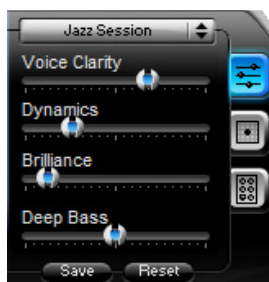 Jazz Session
Voice Clarity
Dynamics
Brilliance
Deep Bass
Save Reset